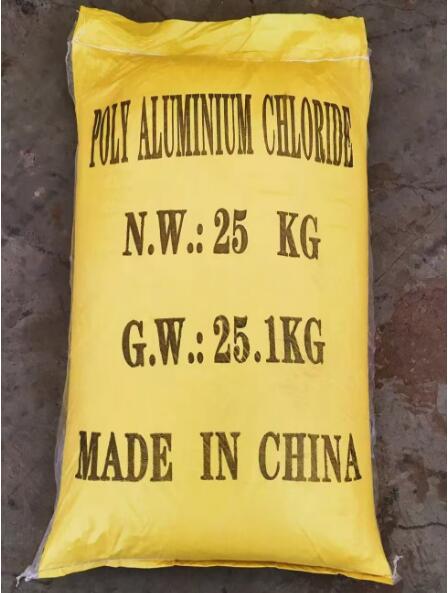 POLY ALUMINIUM CHLORIDE
N.W.: 25 KG
G.W.: 25.1KG
MADE IN CHINA